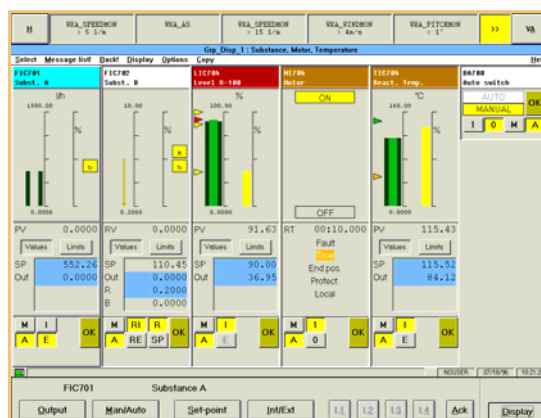 M
VKA_SPEEDMON
> 5 1/m
VKA_AS
VKA_SPEEDMON
> 15 1/m
VKA_WINDMON
> 4m/s
VKA_PITCHMON
< 1°
>>
VA
Grp_Disp_1 : Substance, Motor, Temperature
Select Message list! Back! Display Options Copy Hel
FIC701
Subst. A
l/h
1500.00
%
0.0000
PV 0.0000
Values Limits
SP 552.26
Out 0.0000
M I
A E
OK
FIC702
Subst. B
10.00
%
0.2000
RV 0.0000
Values Limits
SP 110.45
Out 0.0000
R 0.2000
B 0.0000
M RI R
A RE SP
OK
LIC704
Level R-100
%
100.00
%
0.0000
PV 91.63
Values Limits
SP 90.00
Out 36.95
M I
A E
OK
MI704
Motor
ON
OFF
RT 00:10.000
Fault
Time
End pos.
Protect.
Local
M 1
A 0
OK
TIC704
React. Temp.
°C
%
0.0000
PV 115.43
Values Limits
SP 115.52
Out 84.12
M I
A E
OK
BA700
Auto switch
AUTO
MANUAL
OK
1 0 M A
NOUSER 07/18/96 10:21:2
FIC701 Substance A
Output Man/Auto Set-point Int/Ext L1 L2 L3 L4 Ack Display